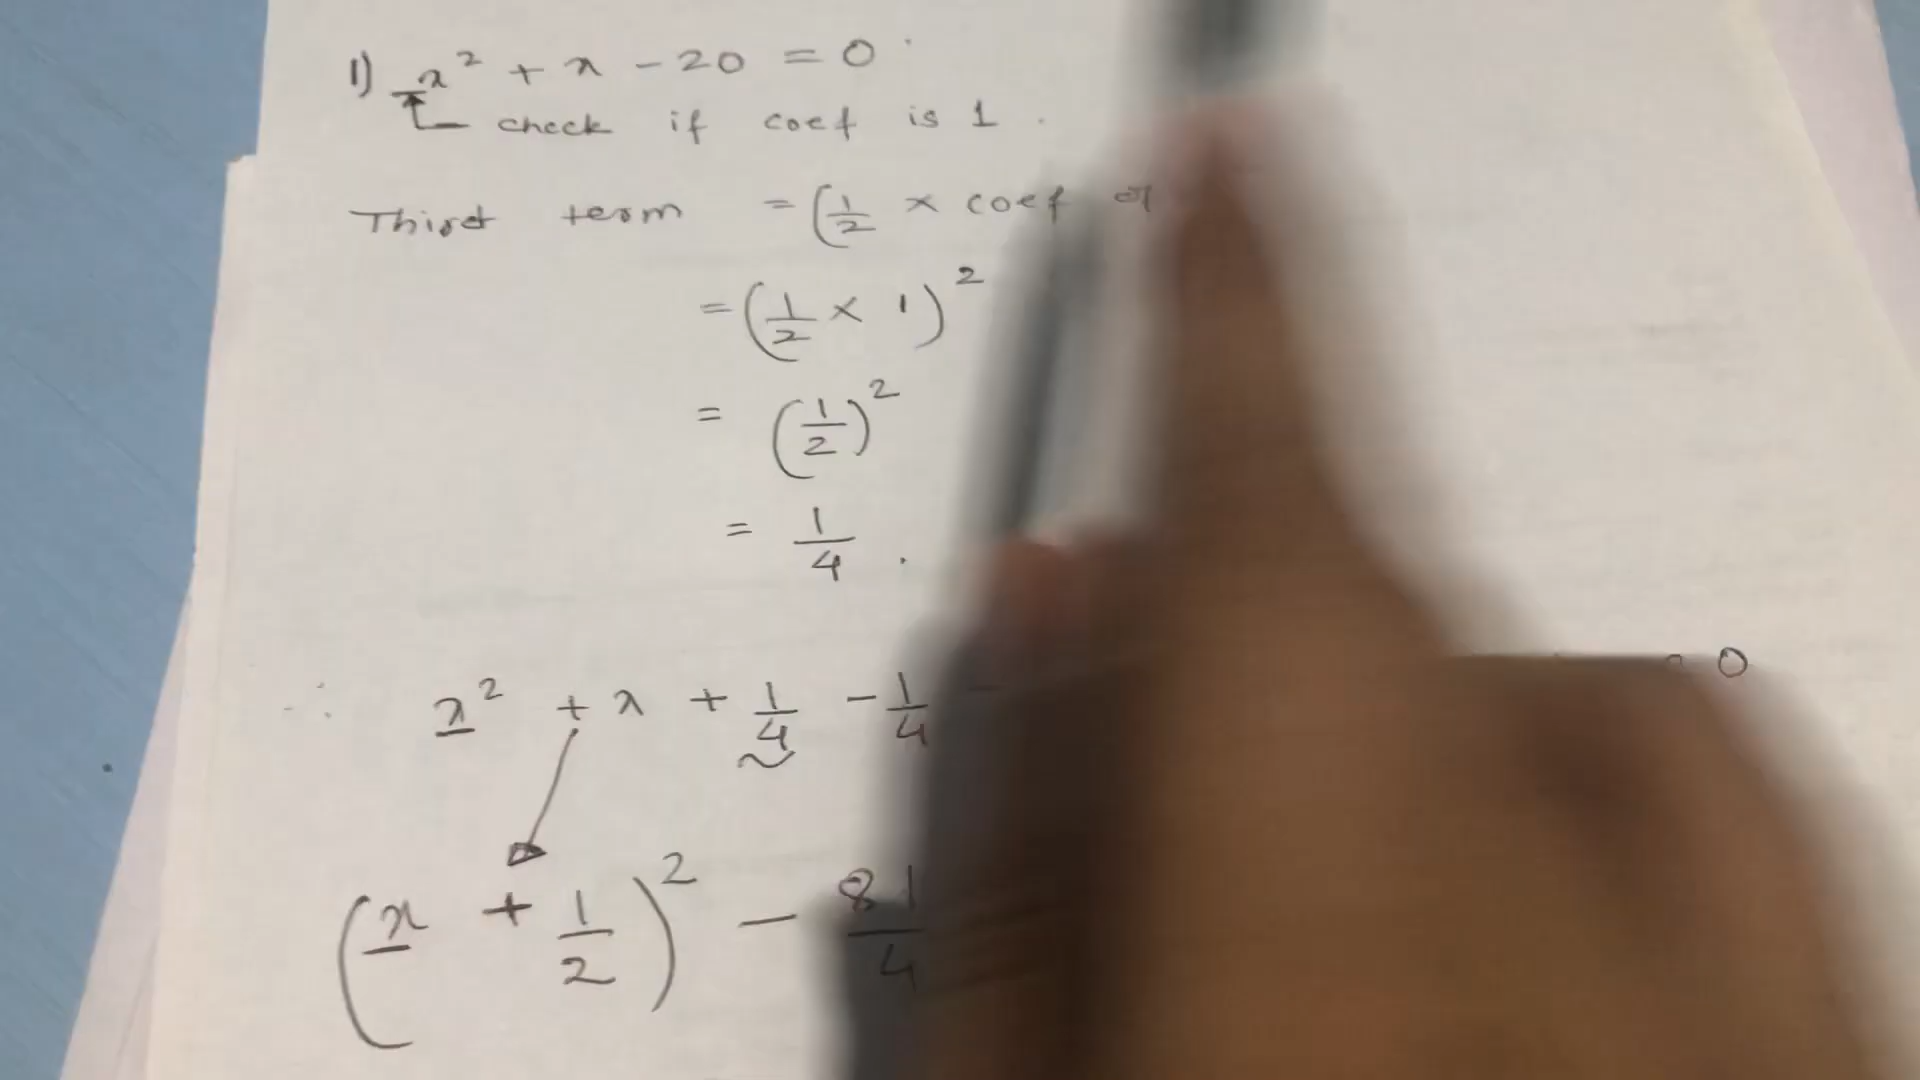 1) x² + x - 20 = 0
check if coef is 1.
Third term = (1/2 × coef of
= (1/2 × 1)²
= (1/2)²
= 1/4.
∴ x² + x + 1/4 - 1/4 - = 0
(x + 1/2)² - 81/4